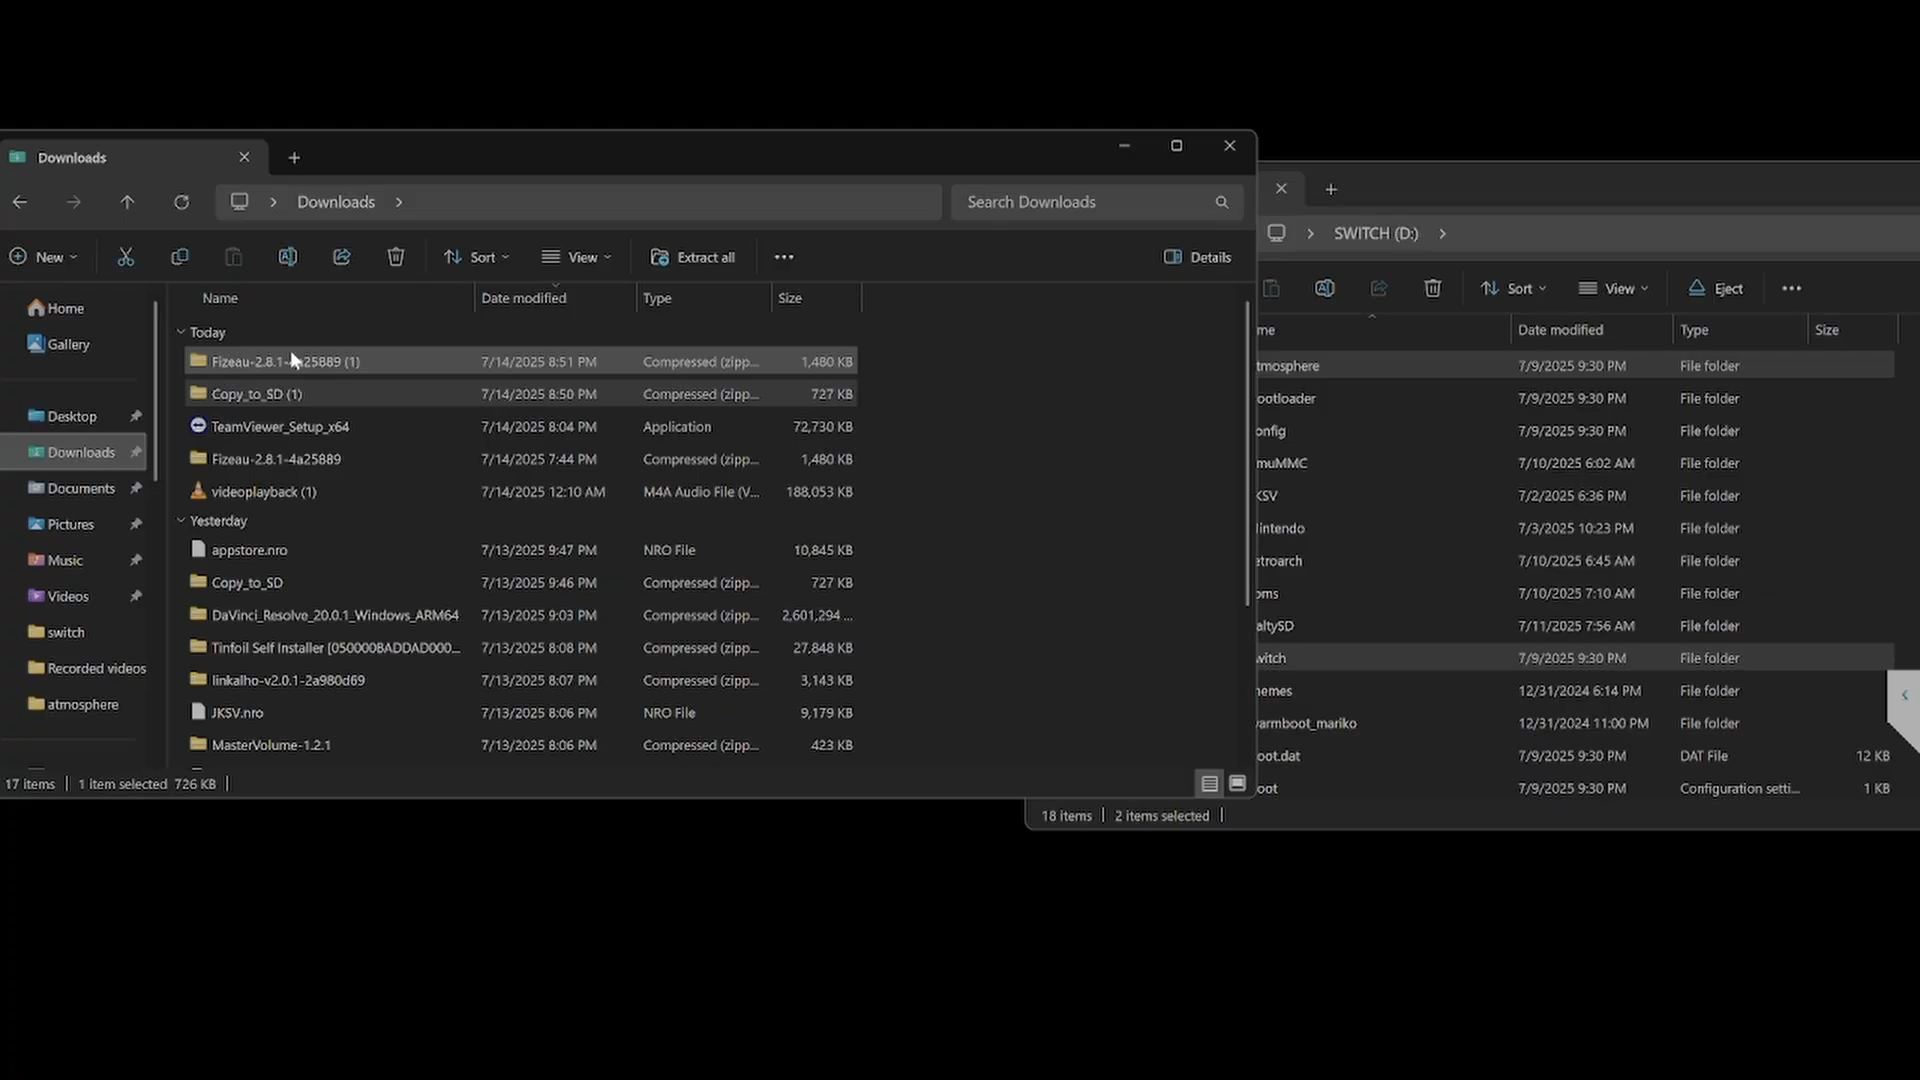 Downloads
Downloads
Search Downloads
New
Sort
View
Extract all
Details
Name
Date modified
Type
Size
Home
Gallery
Desktop
Downloads
Documents
Pictures
Music
Videos
switch
Recorded videos
atmosphere
Today
Fizeau-2.8.1-4a25889 (1) 7/14/2025 8:51 PM Compressed (zipp... 1,480 KB
Copy_to_SD (1) 7/14/2025 8:50 PM Compressed (zipp... 727 KB
TeamViewer_Setup_x64 7/14/2025 8:04 PM Application 72,730 KB
Fizeau-2.8.1-4a25889 7/14/2025 7:44 PM Compressed (zipp... 1,480 KB
videoplayback (1) 7/14/2025 12:10 AM M4A Audio File (V... 188,053 KB
Yesterday
appstore.nro 7/13/2025 9:47 PM NRO File 10,845 KB
Copy_to_SD 7/13/2025 9:46 PM Compressed (zipp... 727 KB
DaVinci_Resolve_20.0.1_Windows_ARM64 7/13/2025 9:03 PM Compressed (zipp... 2,601,294 ...
Tinfoil Self Installer [050000BADDAD000... 7/13/2025 8:08 PM Compressed (zipp... 27,848 KB
linkalho-v2.0.1-2a980d69 7/13/2025 8:07 PM Compressed (zipp... 3,143 KB
JKSV.nro 7/13/2025 8:06 PM NRO File 9,179 KB
MasterVolume-1.2.1 7/13/2025 8:06 PM Compressed (zipp... 423 KB
17 items 1 item selected 726 KB
SWITCH (D:)
Sort
View
Eject
me Date modified Type Size
tmosphere 7/9/2025 9:30 PM File folder
ootloader 7/9/2025 9:30 PM File folder
onfig 7/9/2025 9:30 PM File folder
muMMC 7/10/2025 6:02 AM File folder
KSV 7/2/2025 6:36 PM File folder
intendo 7/3/2025 10:23 PM File folder
etroarch 7/10/2025 6:45 AM File folder
oms 7/10/2025 7:10 AM File folder
altySD 7/11/2025 7:56 AM File folder
witch 7/9/2025 9:30 PM File folder
hemes 12/31/2024 6:14 PM File folder
varmboot_mariko 12/31/2024 11:00 PM File folder
oot.dat 7/9/2025 9:30 PM DAT File 12 KB
oot 7/9/2025 9:30 PM Configuration setti... 1 KB
18 items 2 items selected